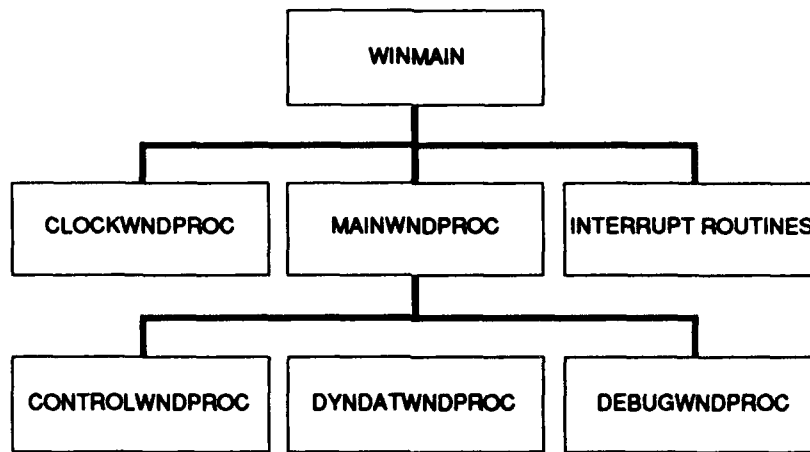 WINMAIN
CLOCKWNDPROC
MAINWNDPROC
INTERRUPT ROUTINES
CONTROLWNDPROC
DYNDATWNDPROC
DEBUGWNDPROC